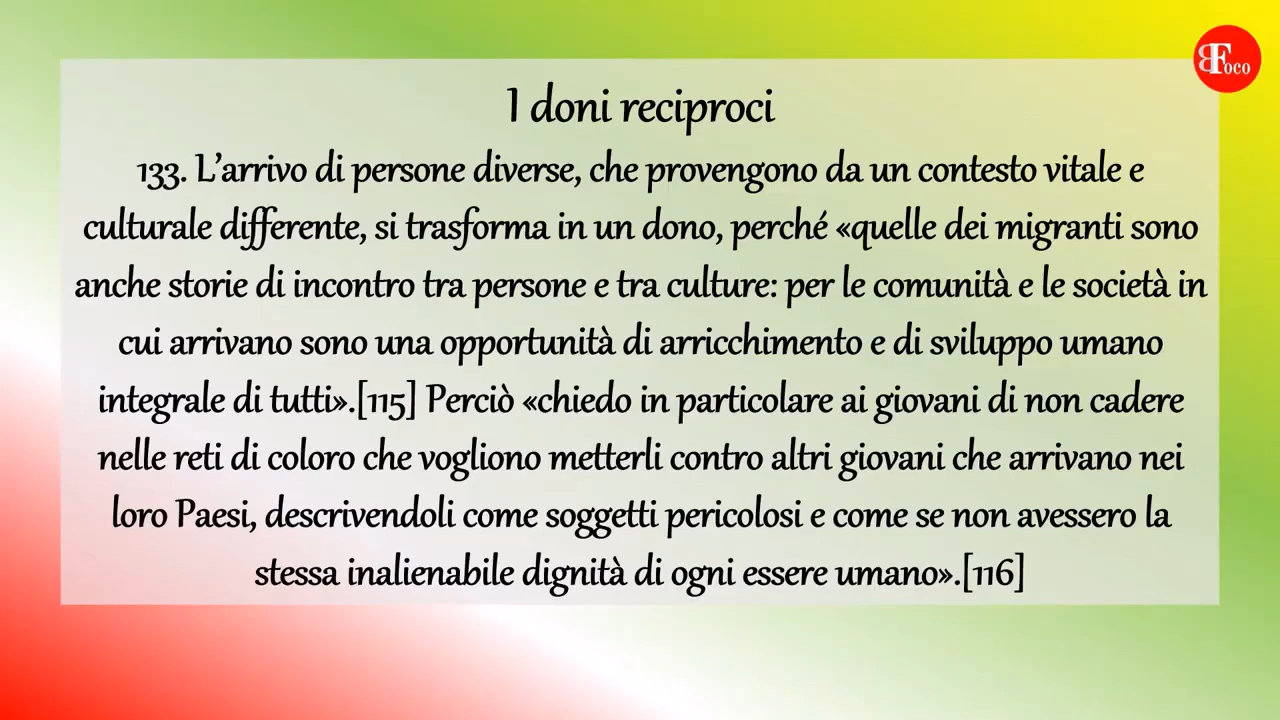 BFoco
I doni reciproci
133. L’arrivo di persone diverse, che provengono da un contesto vitale e
culturale differente, si trasforma in un dono, perché «quelle dei migranti sono
anche storie di incontro tra persone e tra culture: per le comunità e le società in
cui arrivano sono una opportunità di arricchimento e di sviluppo umano
integrale di tutti».[115] Perciò «chiedo in particolare ai giovani di non cadere
nelle reti di coloro che vogliono metterli contro altri giovani che arrivano nei
loro Paesi, descrivendoli come soggetti pericolosi e come se non avessero la
stessa inalienabile dignità di ogni essere umano».[116]